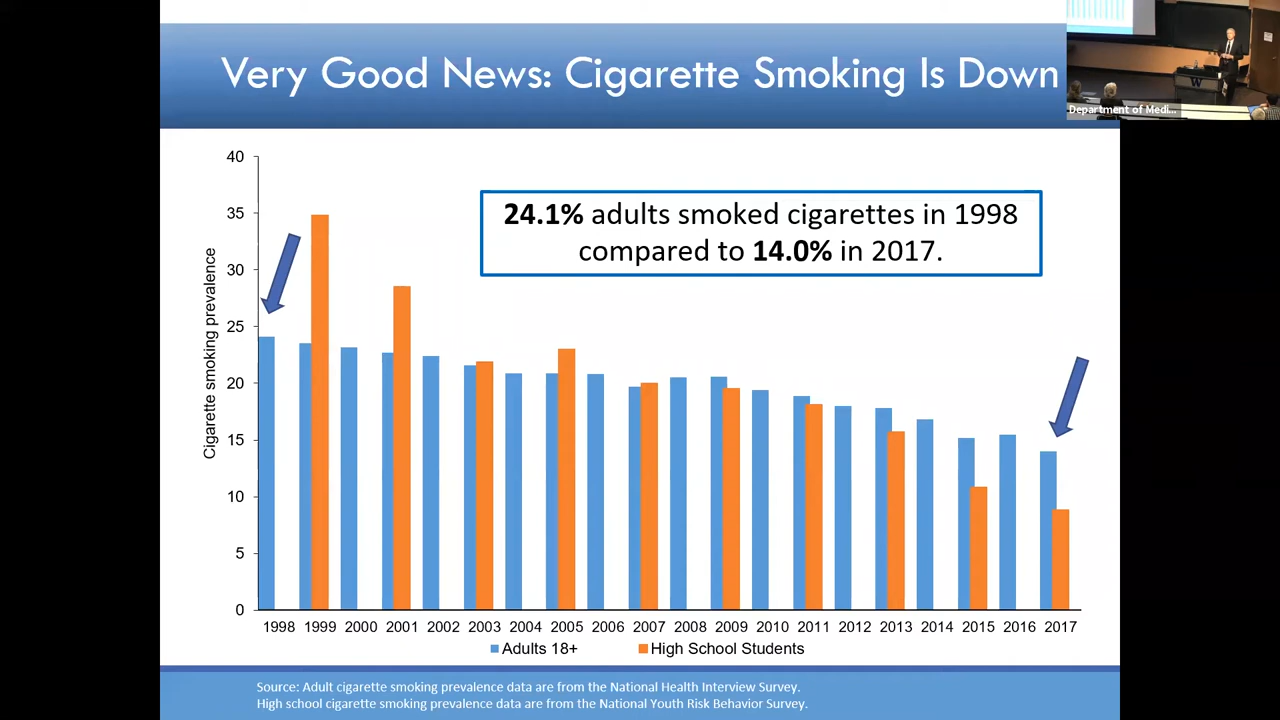 Very Good News: Cigarette Smoking Is Down
W
Department of Medi...
40
35
30
25
20
15
10
5
0
Cigarette smoking prevalence
24.1% adults smoked cigarettes in 1998
compared to 14.0% in 2017.
1998 1999 2000 2001 2002 2003 2004 2005 2006 2007 2008 2009 2010 2011 2012 2013 2014 2015 2016 2017
Adults 18+ High School Students
Source: Adult cigarette smoking prevalence data are from the National Health Interview Survey.
High school cigarette smoking prevalence data are from the National Youth Risk Behavior Survey.